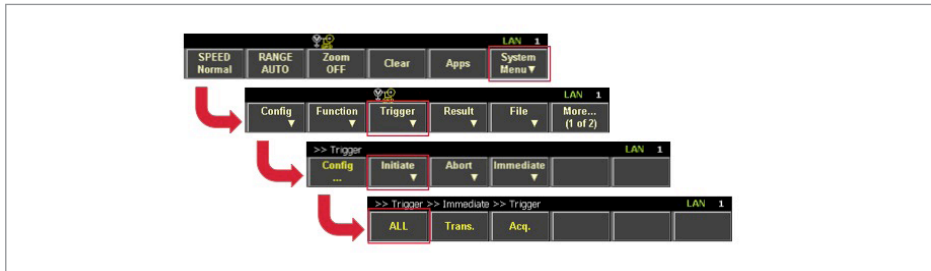 LAN 1
SPEED Normal RANGE AUTO Zoom OFF Clear Apps System Menu▼
LAN 1
Config ▼ Function ▼ Trigger ▼ Result ▼ File ▼ More... (1 of 2)
>> Trigger LAN 1
Config ... Initiate ▼ Abort ▼ Immediate ▼
>> Trigger >> Immediate >> Trigger LAN 1
ALL Trans. Acq.